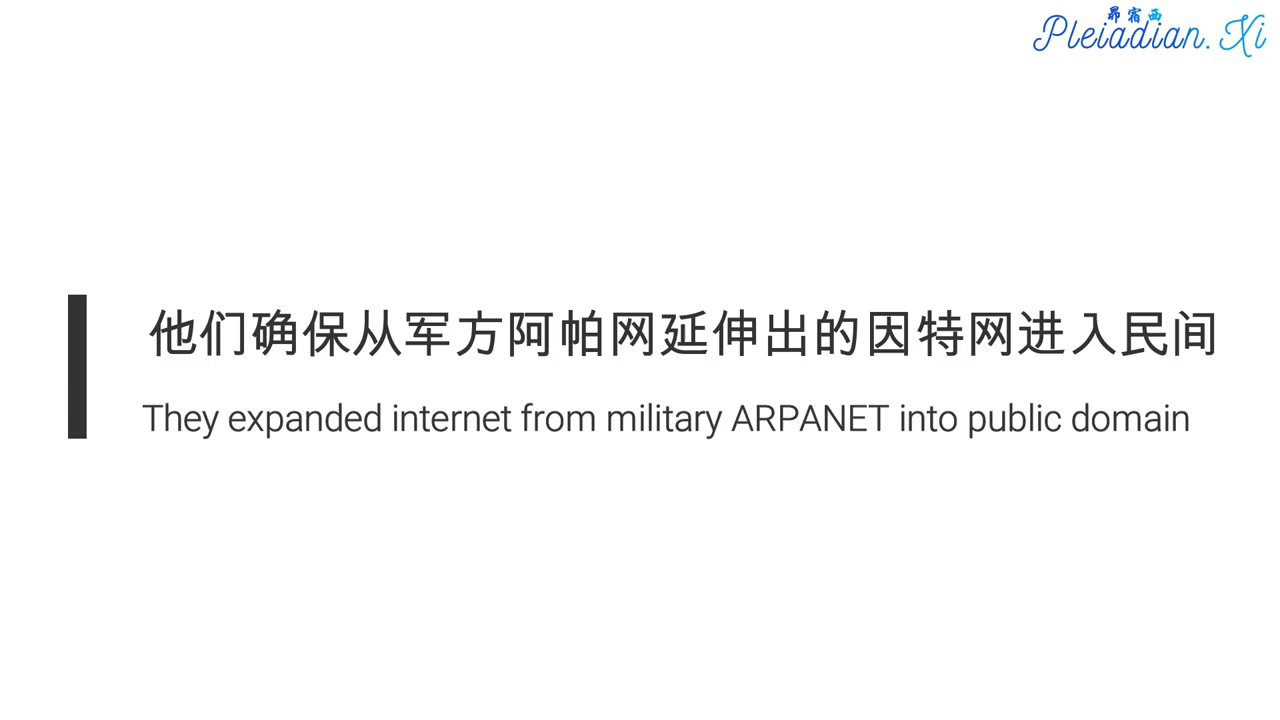 昴宿西
Pleiadian. Xi
他们确保从军方阿帕网延伸出的因特网进入民间
They expanded internet from military ARPANET into public domain